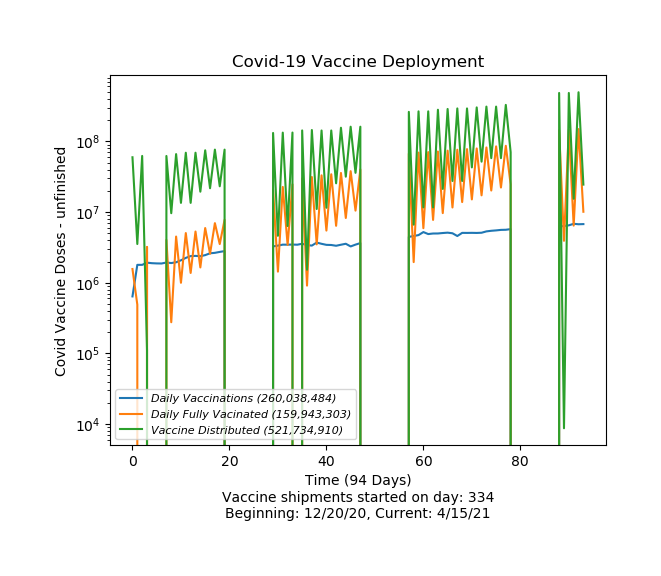 Covid-19 Vaccine Deployment
Covid Vaccine Doses - unfinished
10^8
10^7
10^6
10^5
10^4
Daily Vaccinations (260,038,484)
Daily Fully Vacinated (159,943,303)
Vaccine Distributed (521,734,910)
0 20 40 60 80
Time (94 Days)
Vaccine shipments started on day: 334
Beginning: 12/20/20, Current: 4/15/21